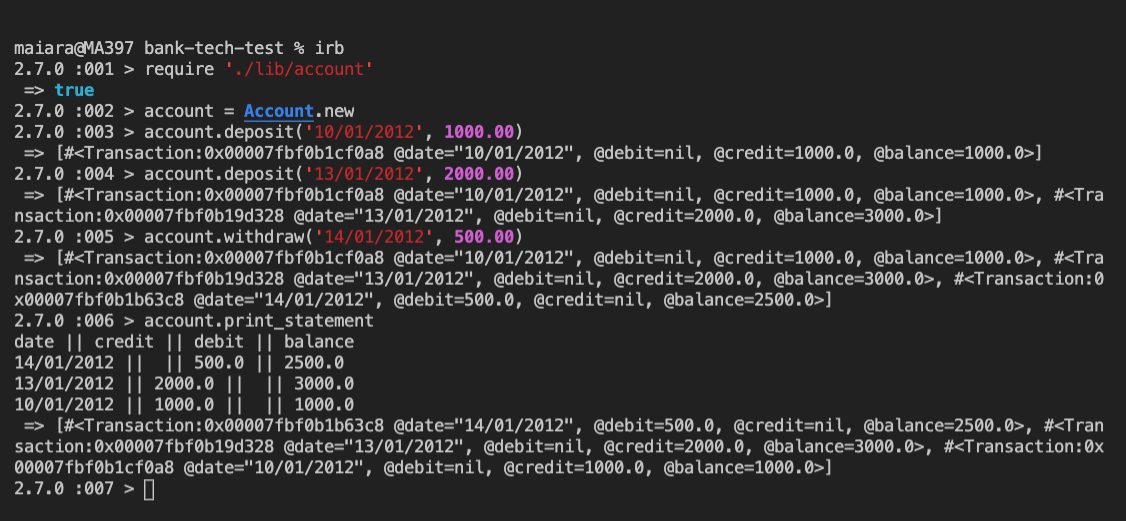 maiara@MA397 bank-tech-test % irb
2.7.0 :001 > require './lib/account'
 => true
2.7.0 :002 > account = Account.new
2.7.0 :003 > account.deposit('10/01/2012', 1000.00)
 => [#<Transaction:0x00007fbf0b1cf0a8 @date="10/01/2012", @debit=nil, @credit=1000.0, @balance=1000.0>]
2.7.0 :004 > account.deposit('13/01/2012', 2000.00)
 => [#<Transaction:0x00007fbf0b1cf0a8 @date="10/01/2012", @debit=nil, @credit=1000.0, @balance=1000.0>, #<Tra
nsaction:0x00007fbf0b19d328 @date="13/01/2012", @debit=nil, @credit=2000.0, @balance=3000.0>]
2.7.0 :005 > account.withdraw('14/01/2012', 500.00)
 => [#<Transaction:0x00007fbf0b1cf0a8 @date="10/01/2012", @debit=nil, @credit=1000.0, @balance=1000.0>, #<Tra
nsaction:0x00007fbf0b19d328 @date="13/01/2012", @debit=nil, @credit=2000.0, @balance=3000.0>, #<Transaction:0
x00007fbf0b1b63c8 @date="14/01/2012", @debit=500.0, @credit=nil, @balance=2500.0>]
2.7.0 :006 > account.print_statement
date || credit || debit || balance
14/01/2012 ||  || 500.0 || 2500.0
13/01/2012 || 2000.0 ||  || 3000.0
10/01/2012 || 1000.0 ||  || 1000.0
 => [#<Transaction:0x00007fbf0b1b63c8 @date="14/01/2012", @debit=500.0, @credit=nil, @balance=2500.0>, #<Tran
saction:0x00007fbf0b19d328 @date="13/01/2012", @debit=nil, @credit=2000.0, @balance=3000.0>, #<Transaction:0x
00007fbf0b1cf0a8 @date="10/01/2012", @debit=nil, @credit=1000.0, @balance=1000.0>]
2.7.0 :007 >